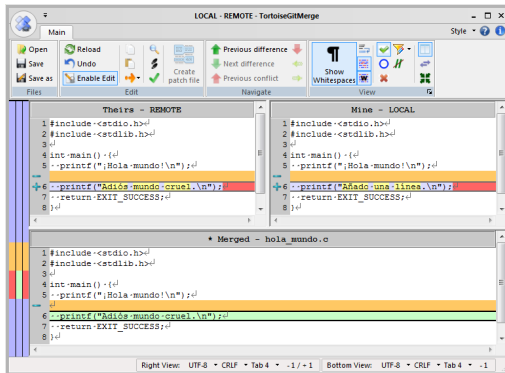 LOCAL - REMOTE - TortoiseGitMerge
Main
Style
Open
Save
Save as
Files
Reload
Undo
Enable Edit
Create patch file
Edit
Previous difference
Next difference
Previous conflict
Navigate
Show Whitespaces
View
Theirs - REMOTE
1 #include·<stdio.h>↵
2 #include·<stdlib.h>↵
3 ↵
4 int·main()·{↵
5 ··printf("¡Hola·mundo!\n");↵
6 ··printf("Adiós·mundo·cruel.\n");↵
7 ··return·EXIT_SUCCESS;↵
8 }↵
Mine - LOCAL
1 #include·<stdio.h>↵
2 #include·<stdlib.h>↵
3 ↵
4 int·main()·{↵
5 ··printf("¡Hola·mundo!\n");↵
6 ··printf("Añado·una·línea.\n");↵
7 ··return·EXIT_SUCCESS;↵
8 }↵
* Merged - hola_mundo.c
1 #include·<stdio.h>↵
2 #include·<stdlib.h>↵
3 ↵
4 int·main()·{↵
5 ··printf("¡Hola·mundo!\n");↵
↵
6 ··printf("Adiós·mundo·cruel.\n");↵
7 ··return·EXIT_SUCCESS;↵
8 }↵
Right View: UTF-8 CRLF Tab 4 -1 / +1 Bottom View: UTF-8 CRLF Tab 4 -1